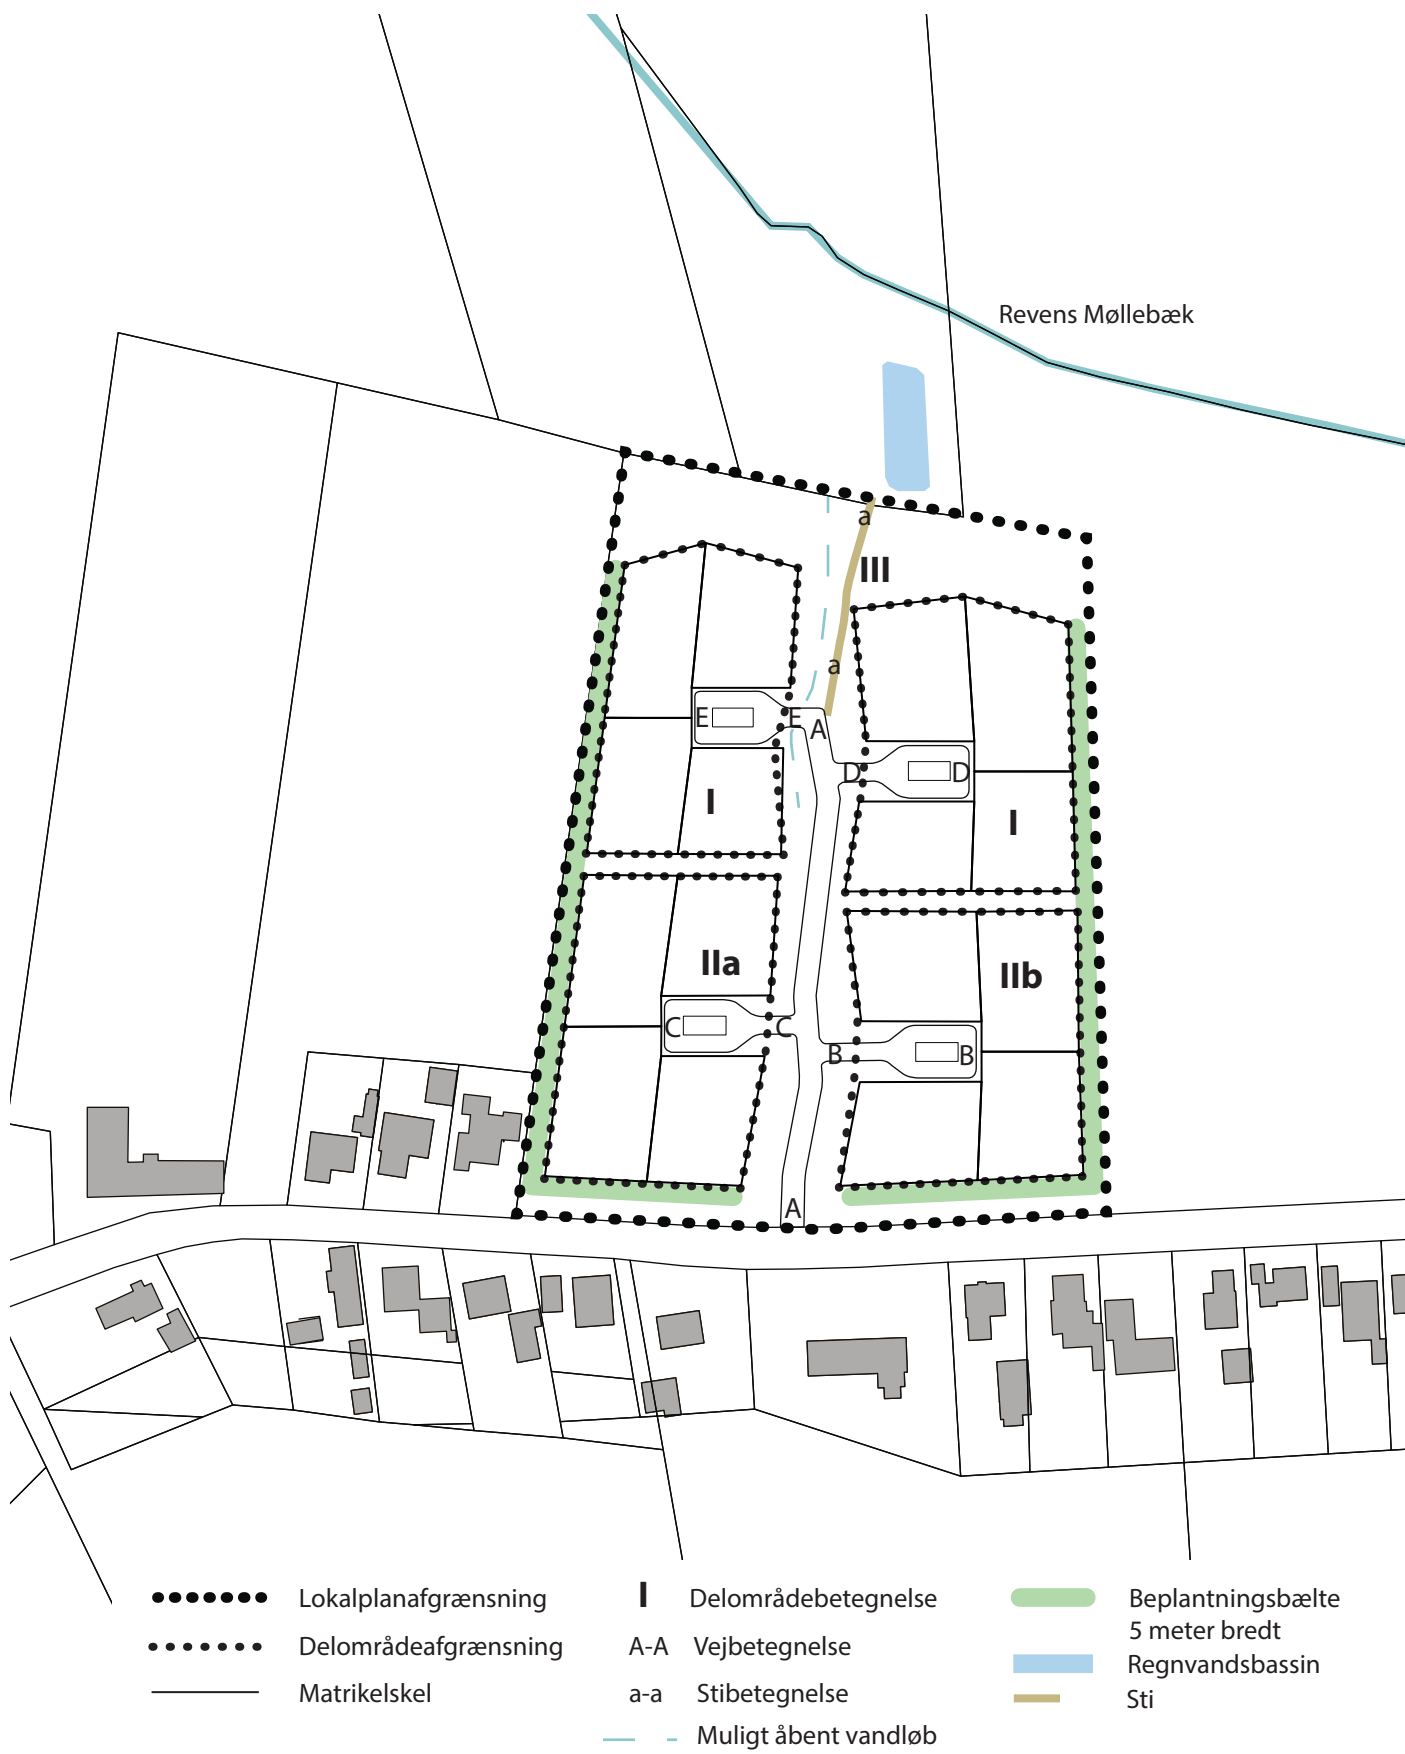 Revens Møllebæk
a
III
a
E
E
A
D
D
I
I
IIa
IIb
C
C
B
B
A
Lokalplanafgrænsning
Delområdeafgrænsning
Matrikelskel
I Delområdebetegnelse
A-A Vejbetegnelse
a-a Stibetegnelse
Muligt åbent vandløb
Beplantningsbælte
5 meter bredt
Regnvandsbassin
Sti